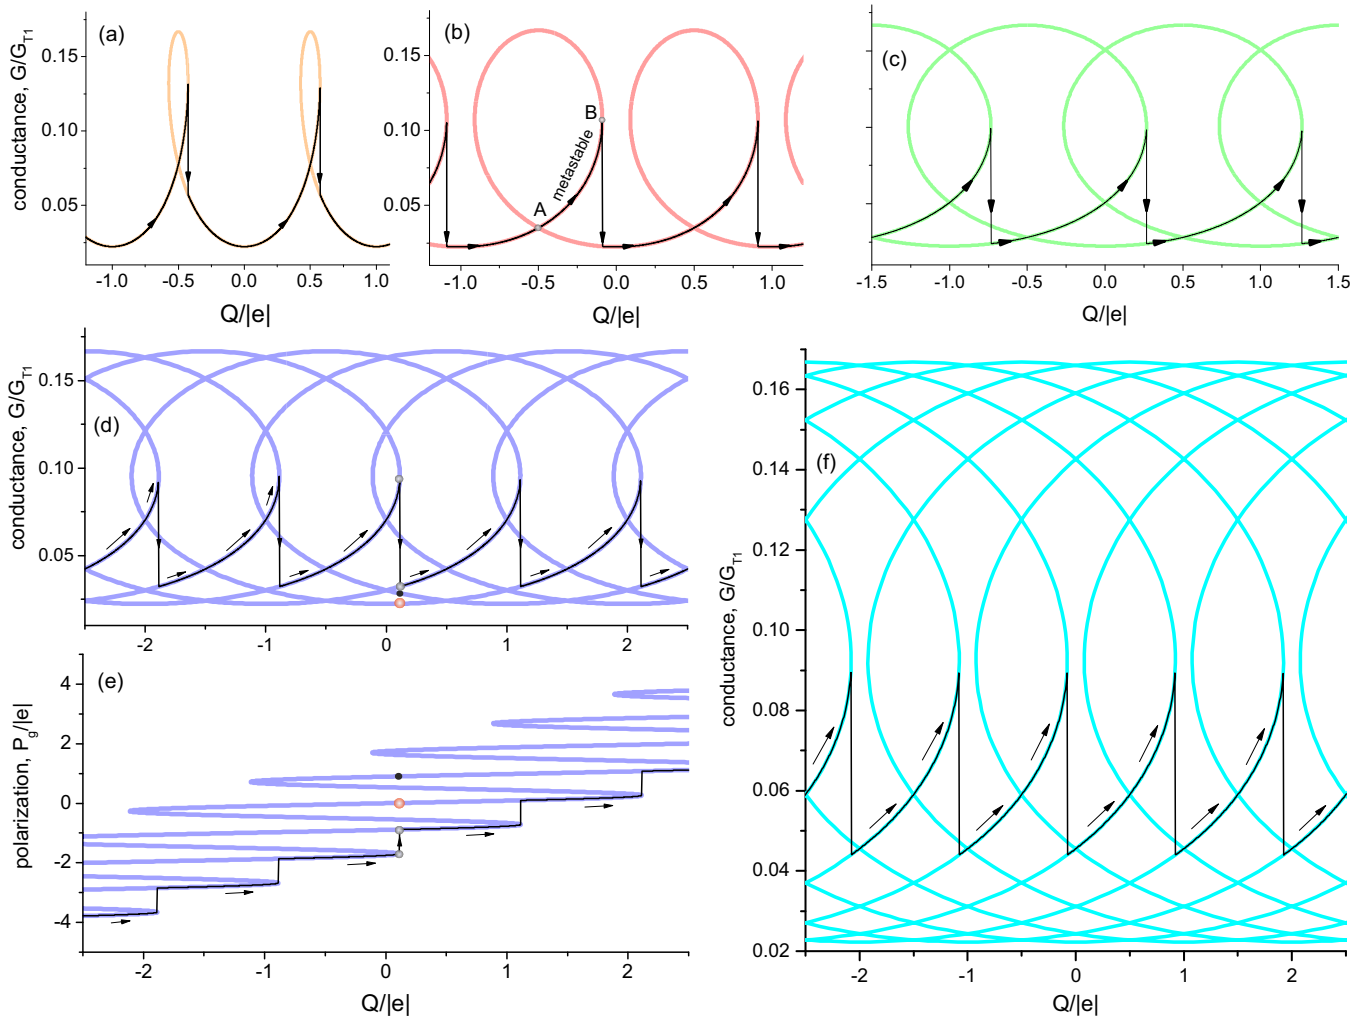 (a)
conductance, G/G_T1
0.15
0.10
0.05
-1.0 -0.5 0.0 0.5 1.0
Q/|e|
(b)
0.15
0.10
0.05
A
B
metastable
-1.0 -0.5 0.0 0.5 1.0
Q/|e|
(c)
-1.5 -1.0 -0.5 0.0 0.5 1.0 1.5
Q/|e|
(d)
conductance, G/G_T1
0.15
0.10
0.05
-2 -1 0 1 2
(e)
polarization, P_g/|e|
4
2
0
-2
-4
-2 -1 0 1 2
Q/|e|
(f)
conductance, G/G_T1
0.16
0.14
0.12
0.10
0.08
0.06
0.04
0.02
-2 -1 0 1 2
Q/|e|